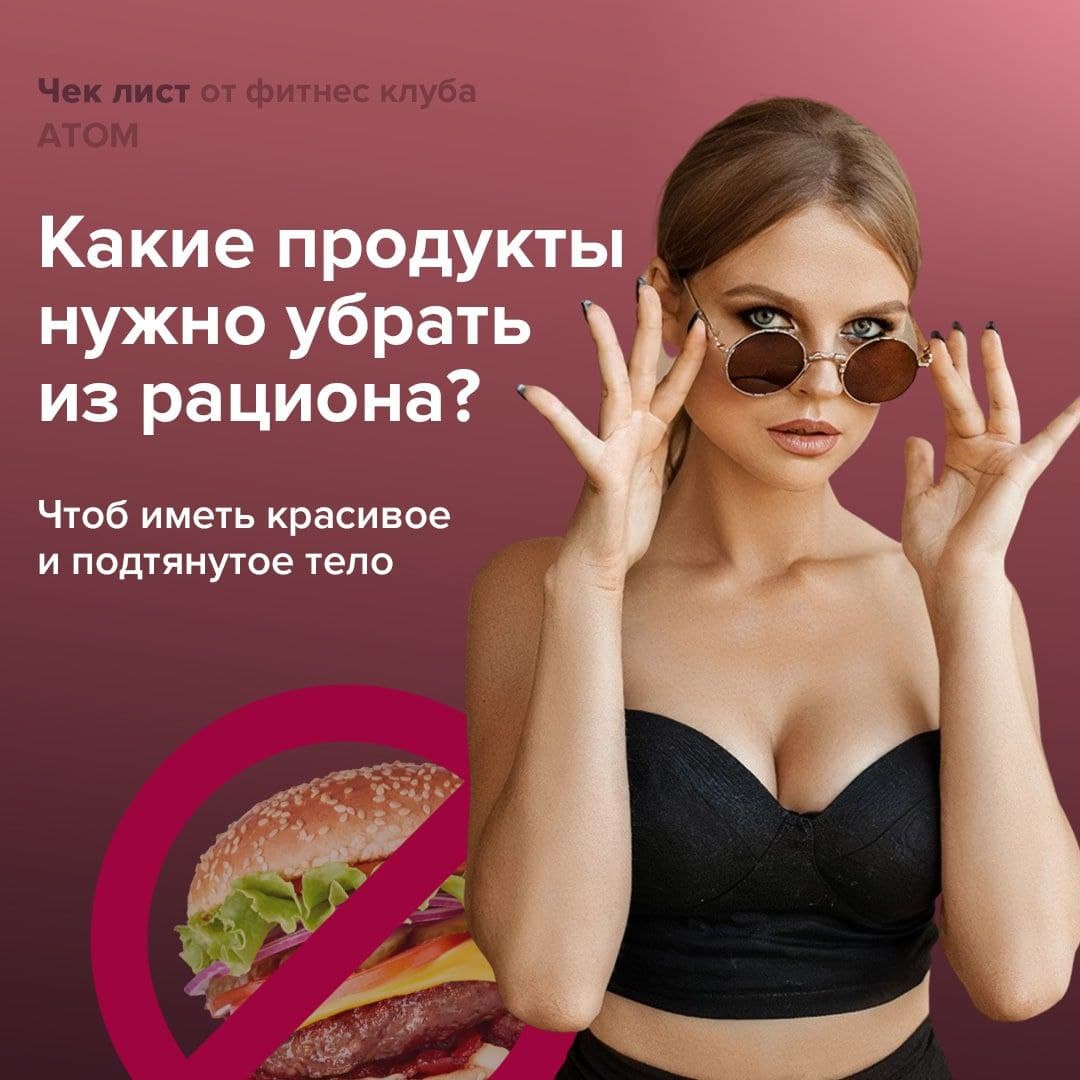 Чек лист от фитнес клуба
АТОМ
Какие продукты
нужно убрать
из рациона?
Чтоб иметь красивое
и подтянутое тело